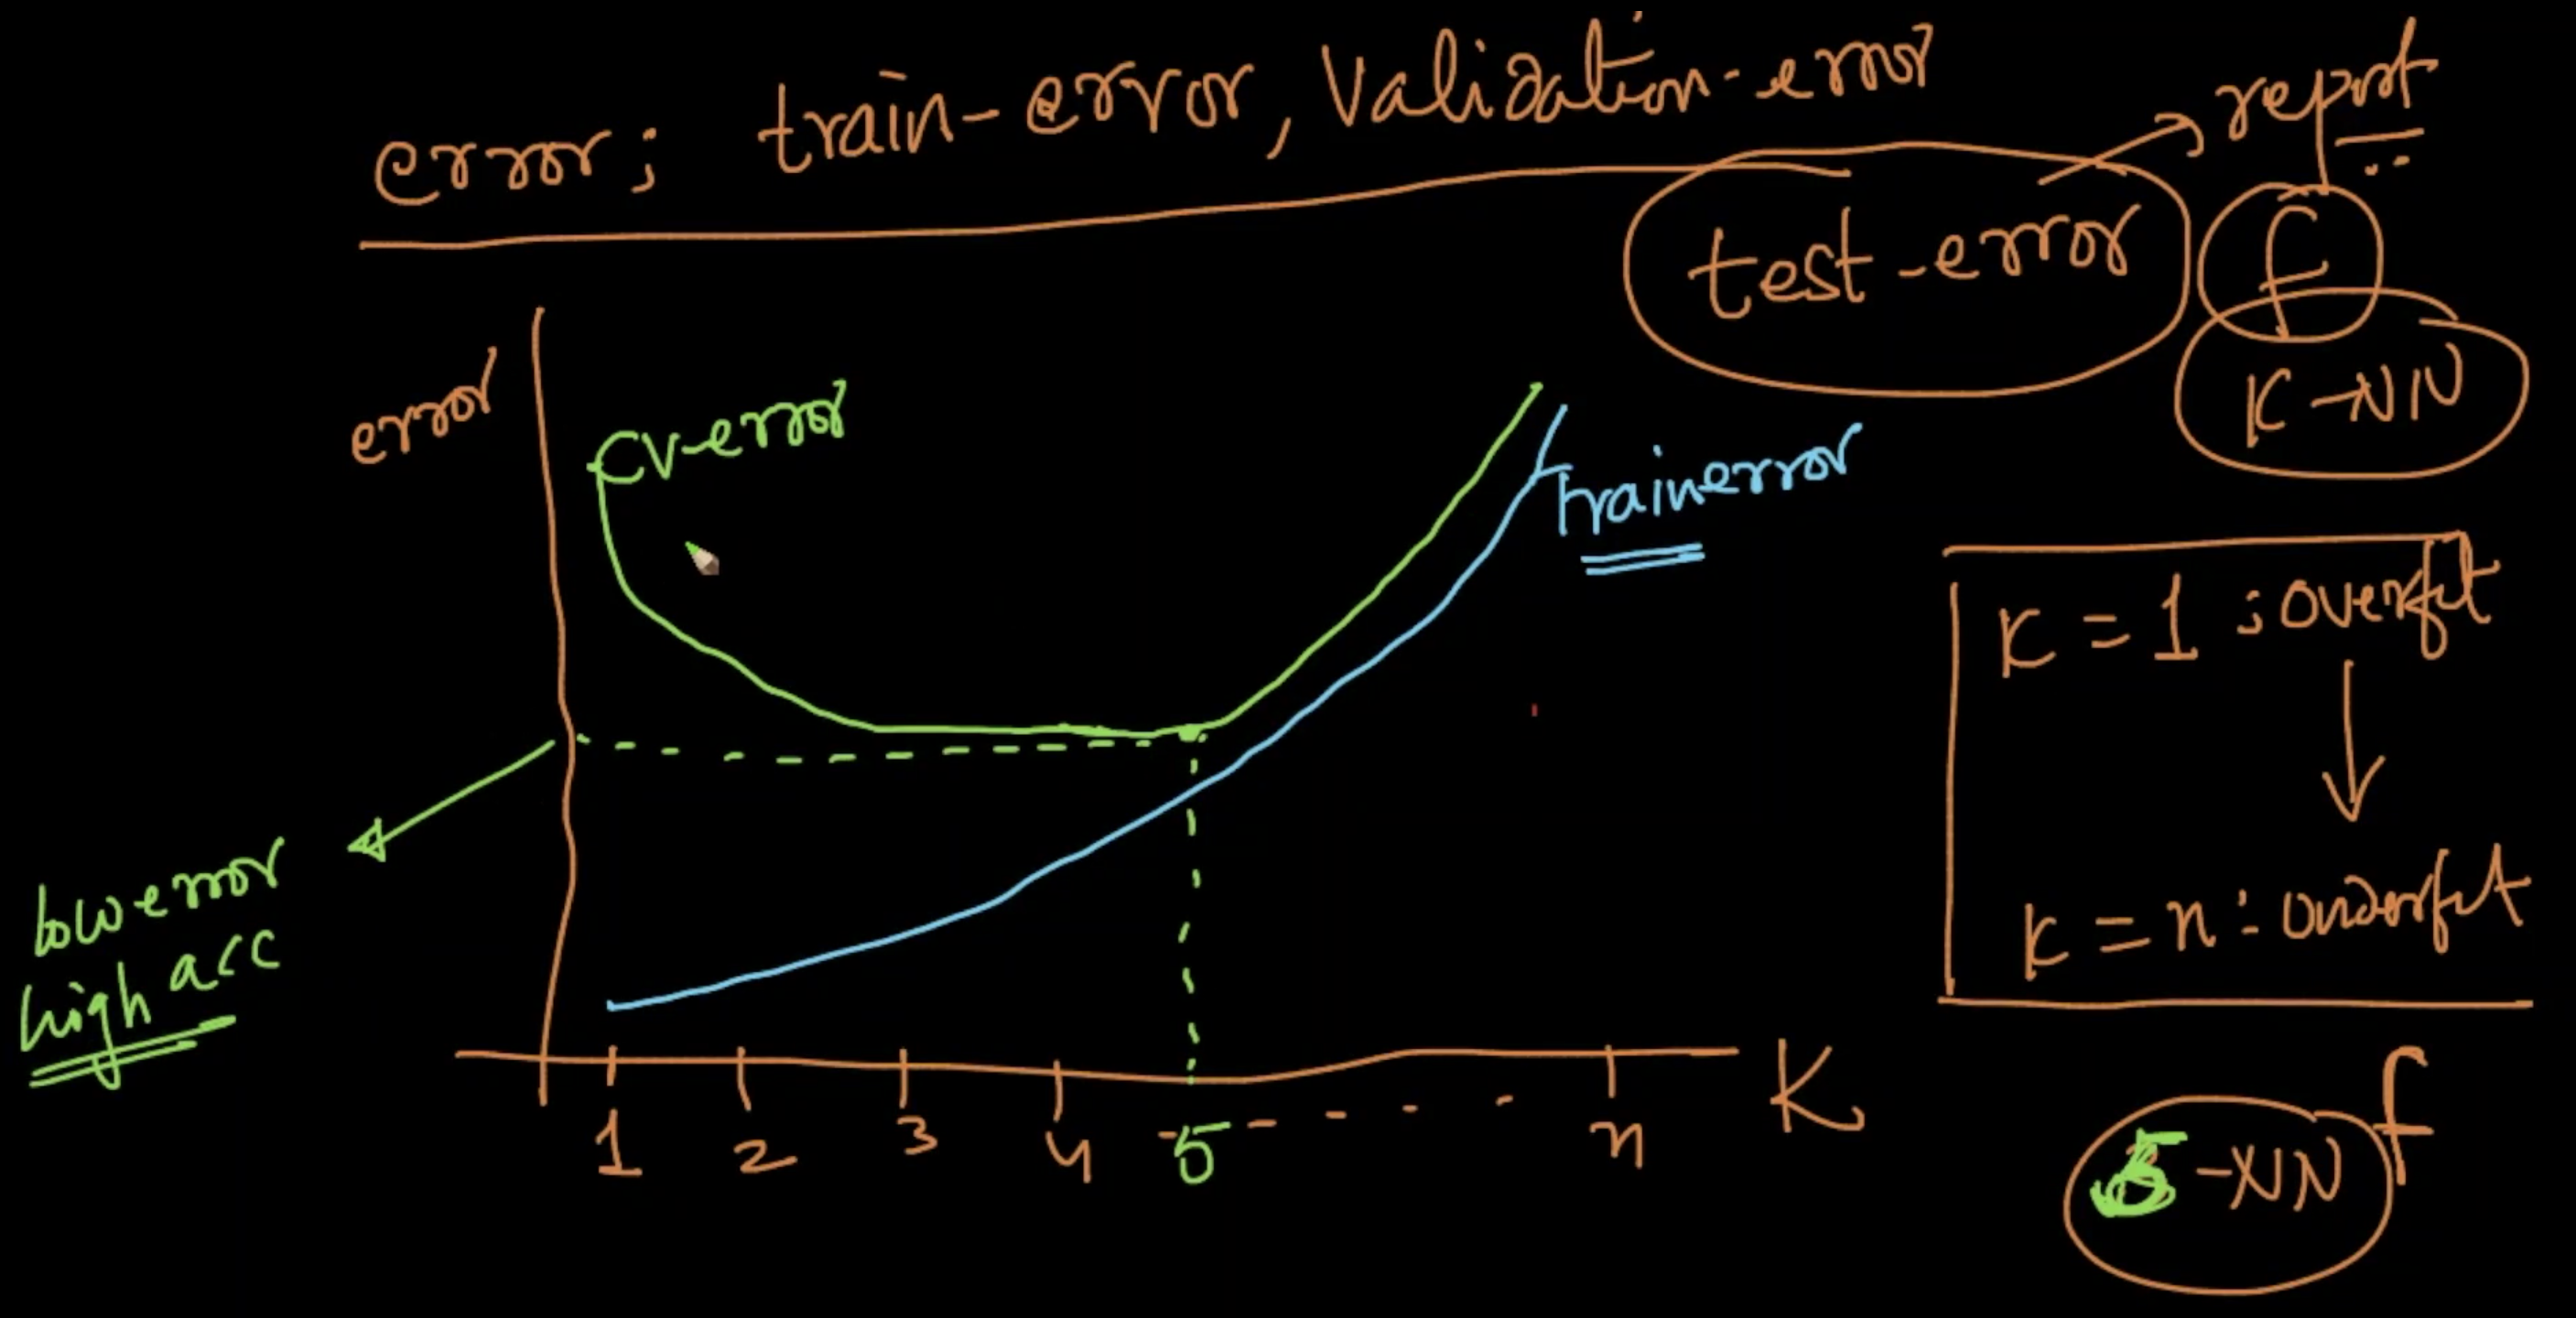 error; train-error, Validation-error
report
test-error
f
K-NN
error
CV-error
Trainerror
K = 1 : overfit
K = n : underfit
low error
high acc
1 2 3 4 5 - - - - n K
5-NN f